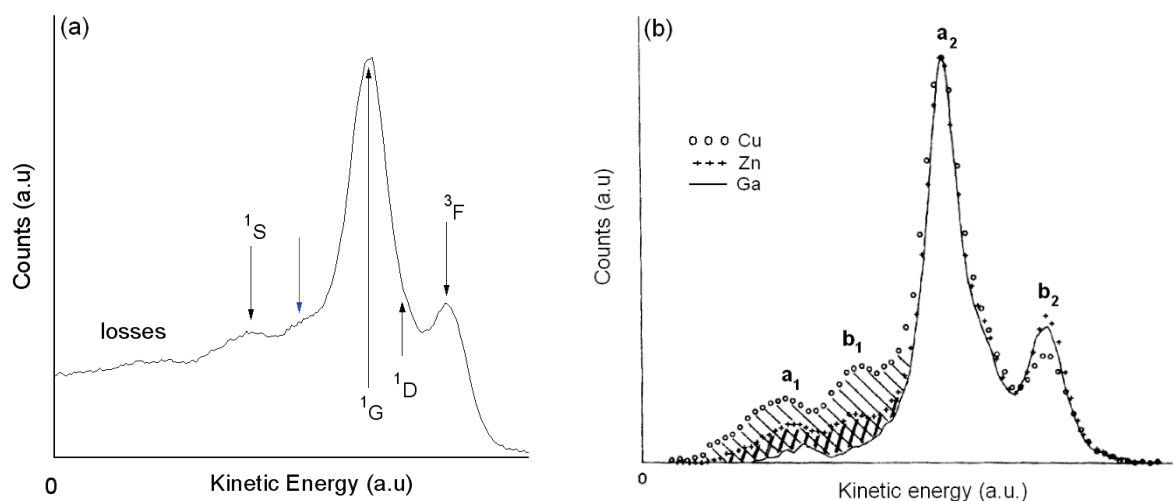 (a)
Counts (a.u)
losses
¹S
¹G
¹D
³F
0
Kinetic Energy (a.u)
(b)
Counts (a.u.)
o o o Cu
+++ Zn
— Ga
a₁
b₁
a₂
b₂
0
Kinetic energy (a.u.)